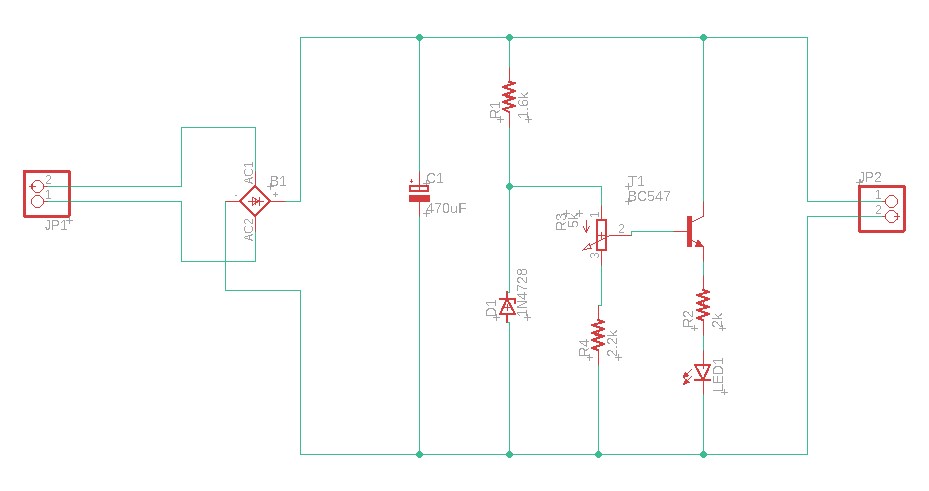 2
1
JP1
AC1
AC2
B1
-
+
C1
470uF
R1
1.6k
D1
1N4728
R3
5k
1
2
3
R4
2.2k
T1
BC547
R2
2k
LED1
JP2
1
2